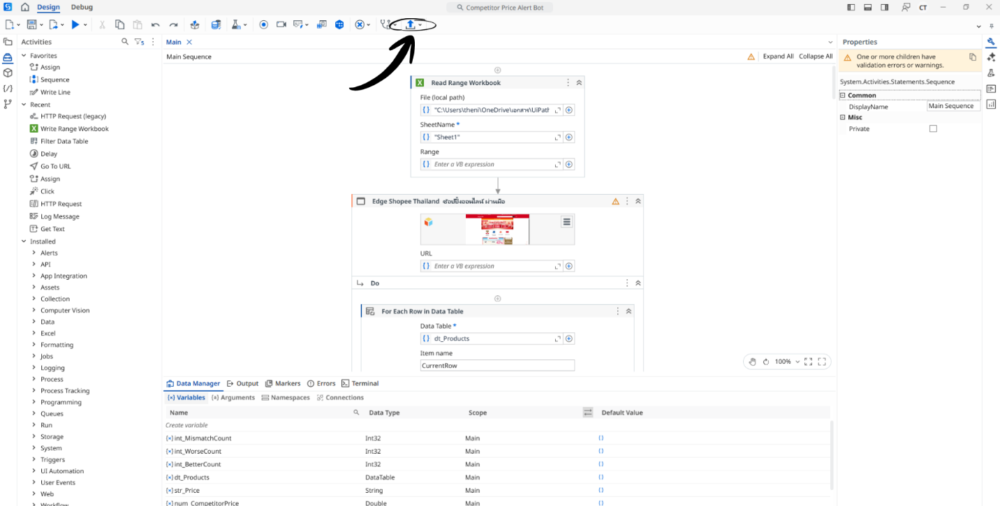 Design
Debug
Competitor Price Alert Bot
CT
Activities
5
Favorites
Assign
Sequence
Write Line
Recent
HTTP Request (legacy)
Write Range Workbook
Filter Data Table
Delay
Go To URL
Assign
Click
HTTP Request
Log Message
Get Text
Installed
Alerts
API
App Integration
Assets
Collection
Computer Vision
Data
Excel
Formatting
Jobs
Logging
Process
Process Tracking
Programming
Queues
Run
Storage
System
Triggers
UI Automation
User Events
Web
Workflow
Main
Main Sequence
Expand All
Collapse All
Read Range Workbook
File (local path)
"C:\Users\theni\OneDrive\เอกสาร\UiPath
SheetName *
"Sheet1"
Range
Enter a VB expression
Edge Shopee Thailand ช้อปปิ้งออนไลน์ ผ่านมือ
URL
Enter a VB expression
Do
For Each Row in Data Table
Data Table *
dt_Products
Item name
CurrentRow
100%
Data Manager
Output
Markers
Errors
Terminal
Variables
Arguments
Namespaces
Connections
Name Data Type Scope Default Value
Create variable
int_MismatchCount Int32 Main
int_WorseCount Int32 Main
int_BetterCount Int32 Main
dt_Products DataTable Main
str_Price String Main
num_CompetitorPrice Double Main
Properties
One or more children have
validation errors or warnings.
System.Activities.Statements.Sequence
Common
DisplayName Main Sequence
Misc
Private